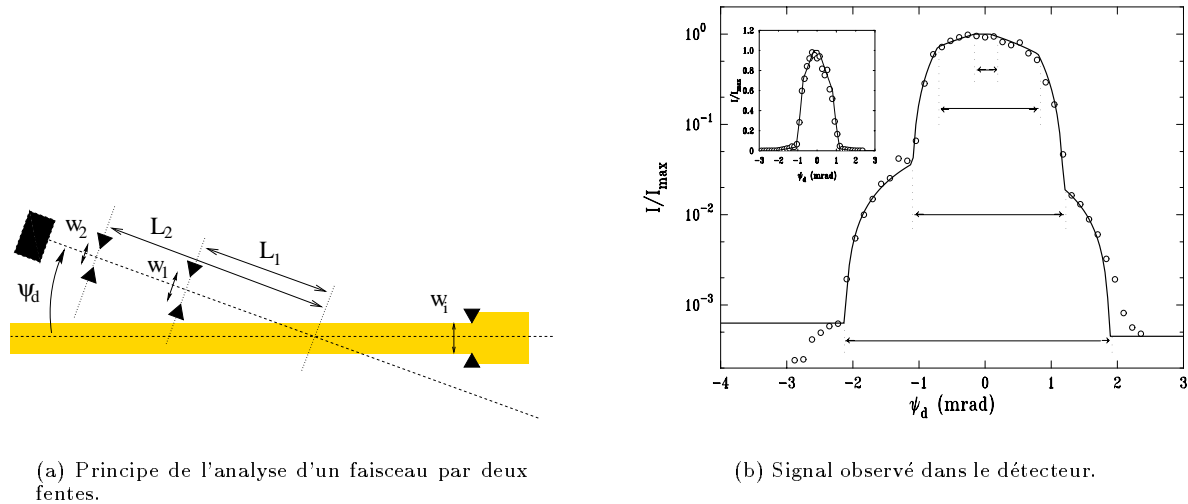 w2
L2
w1
L1
ψd
wi
(a) Principe de l'analyse d'un faisceau par deux
fentes.
10^0
10^-1
10^-2
10^-3
I/I_max
-4 -3 -2 -1 0 1 2 3
ψd (mrad)
1.2
1.0
0.8
0.6
0.4
0.2
0
I/I_max
-3 -2 -1 0 1 2 3
ψd (mrad)
(b) Signal observé dans le détecteur.